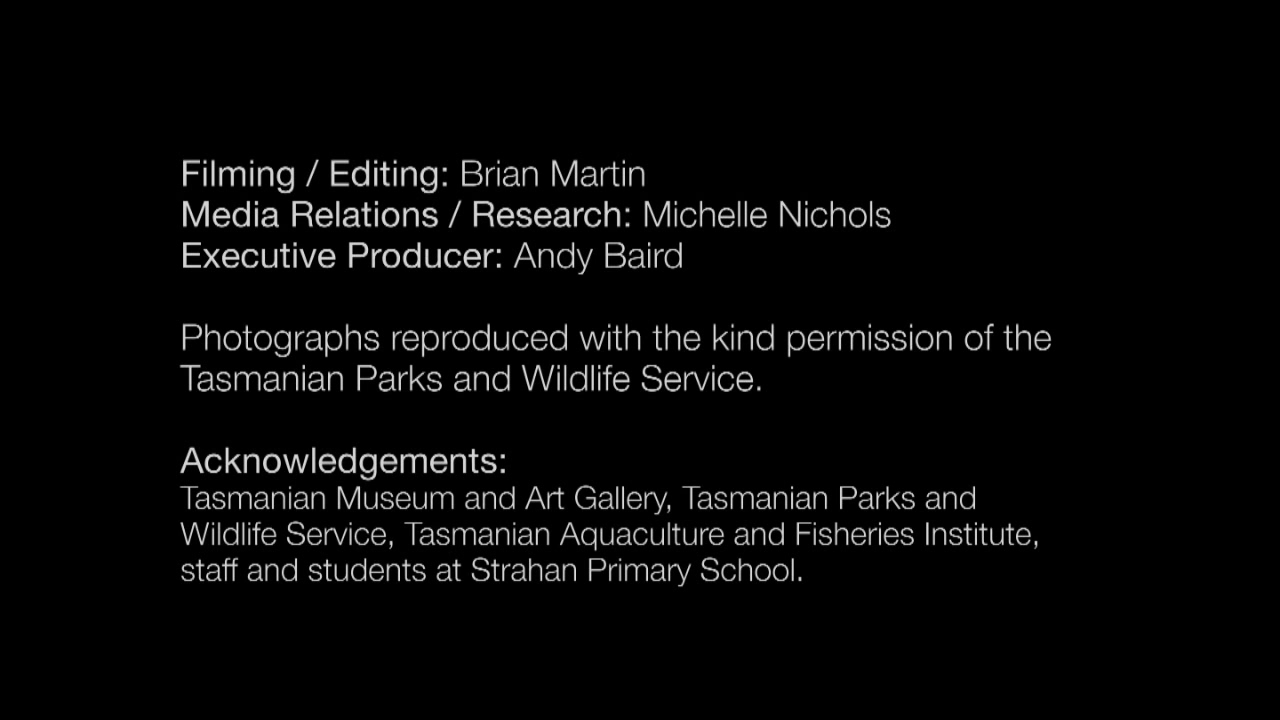 Filming / Editing: Brian Martin
Media Relations / Research: Michelle Nichols
Executive Producer: Andy Baird
Photographs reproduced with the kind permission of the
Tasmanian Parks and Wildlife Service.
Acknowledgements:
Tasmanian Museum and Art Gallery, Tasmanian Parks and
Wildlife Service, Tasmanian Aquaculture and Fisheries Institute,
staff and students at Strahan Primary School.